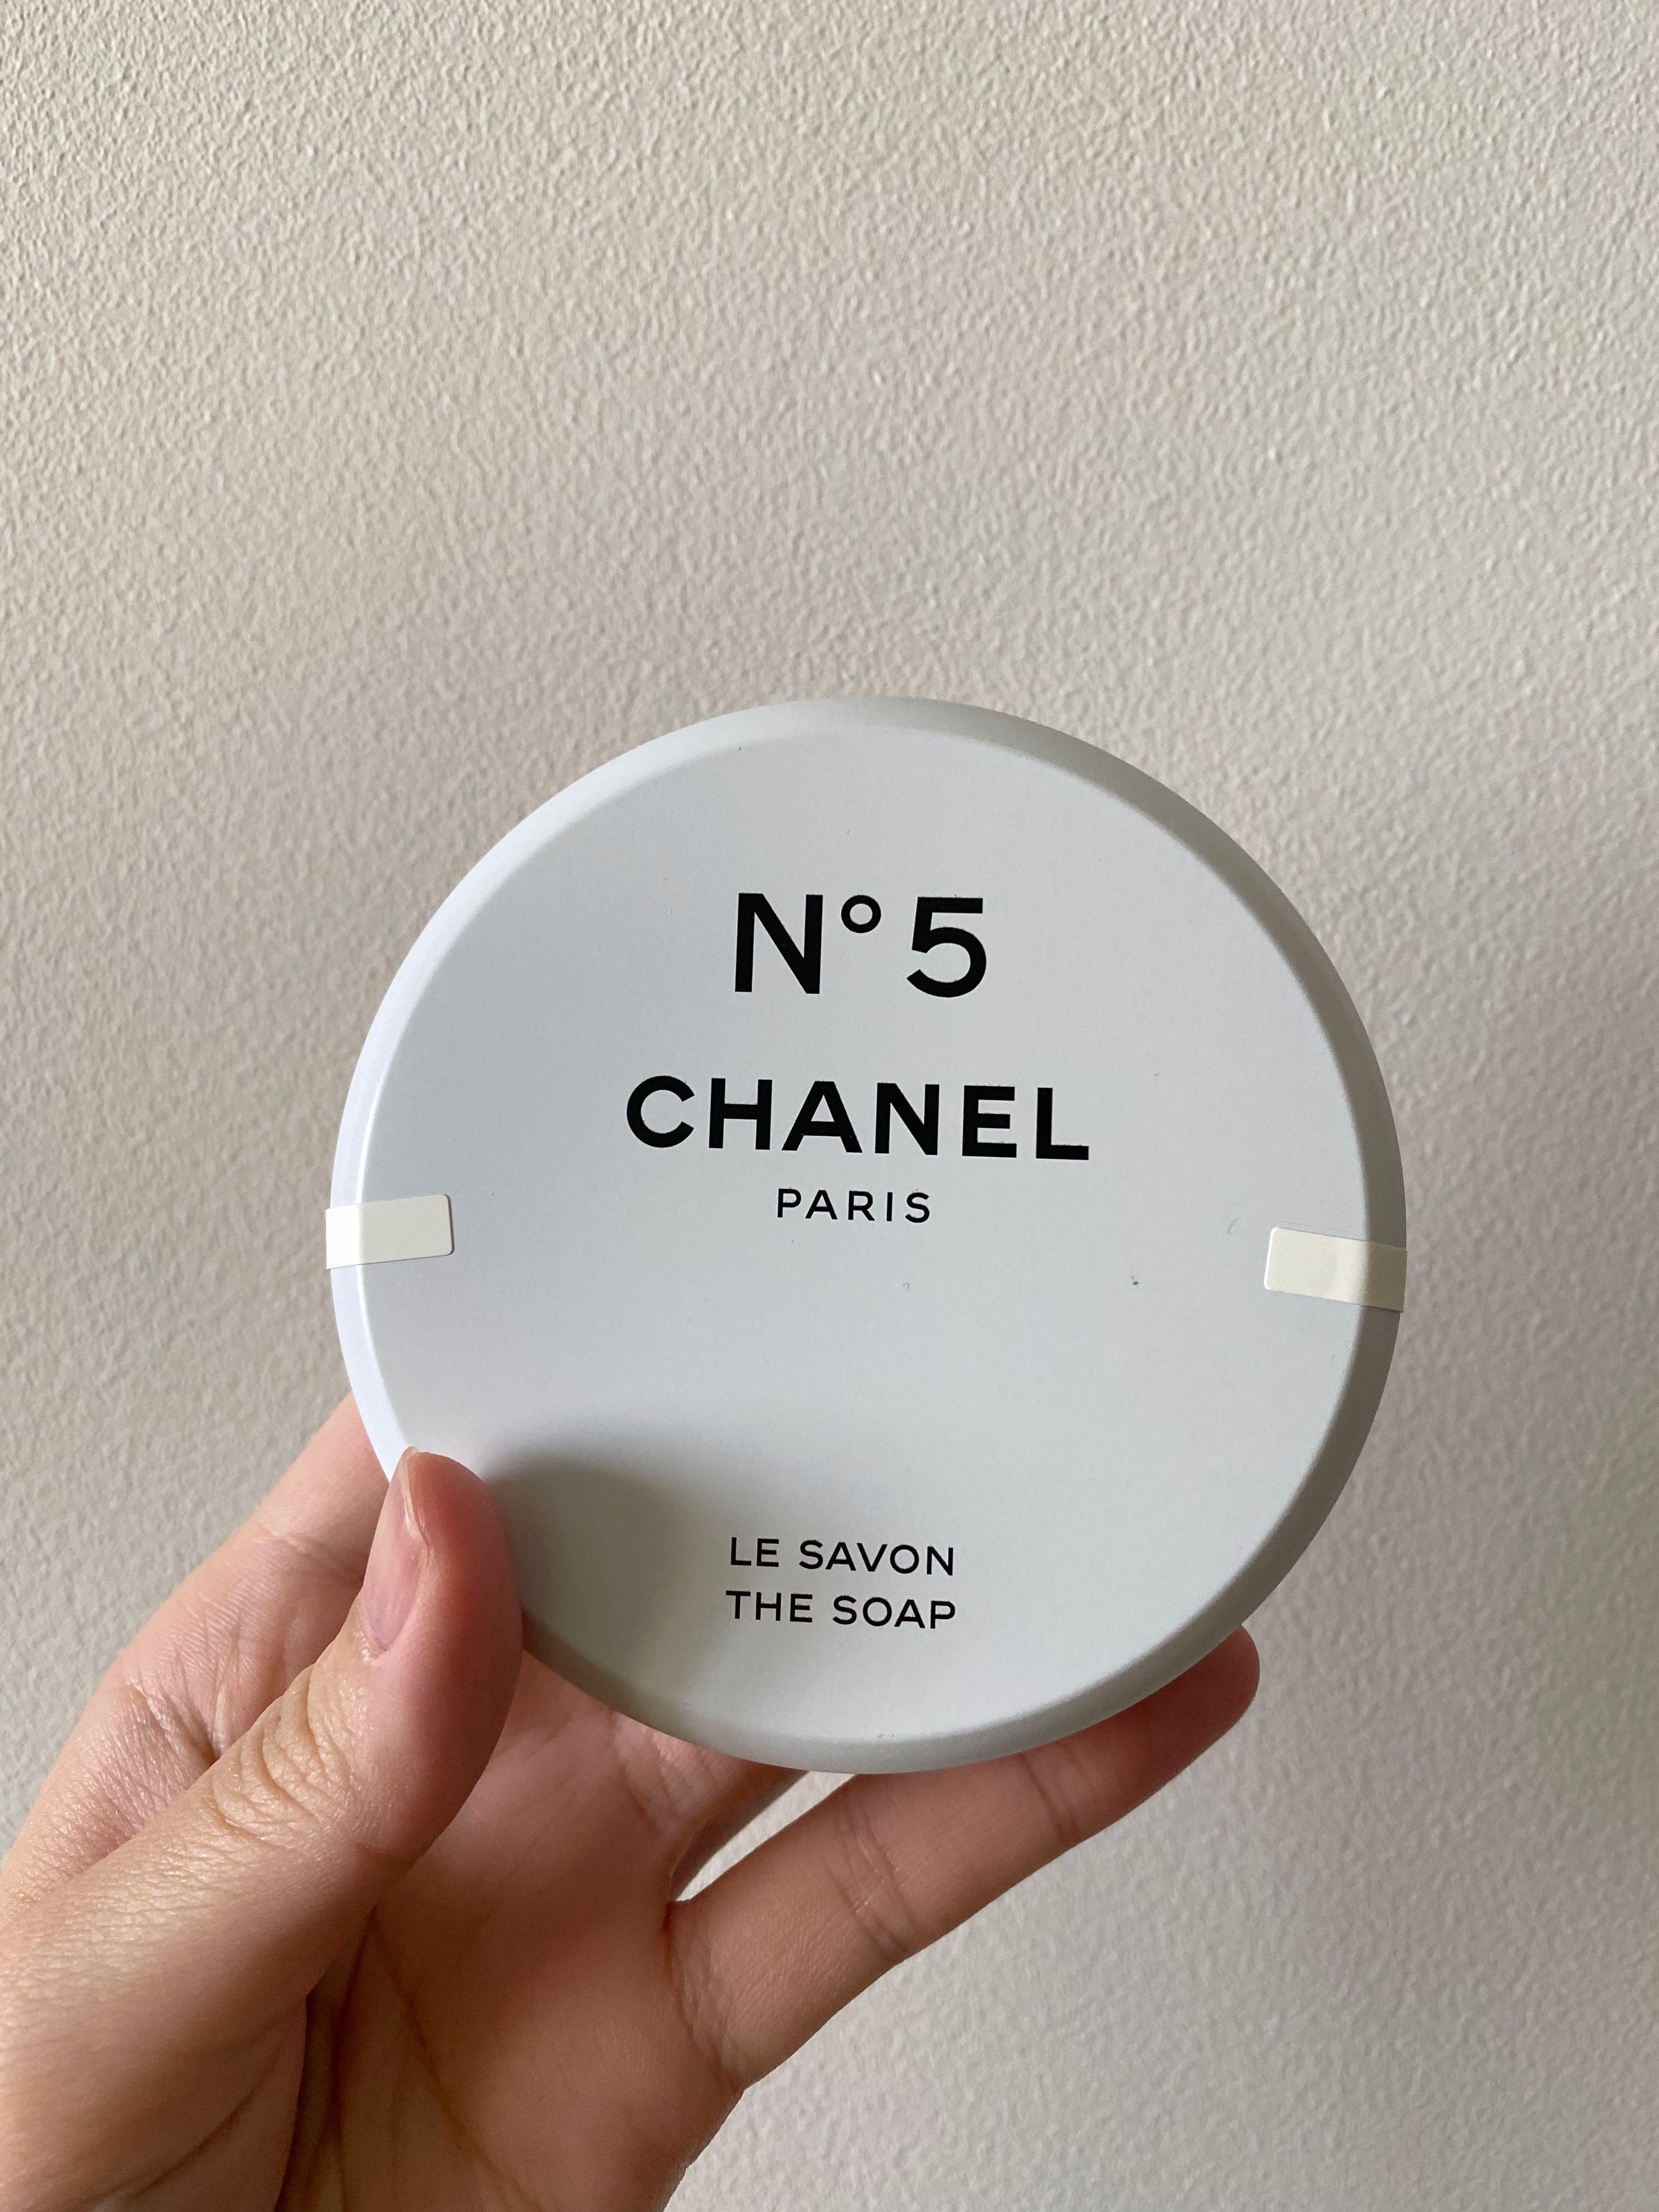 N°5
CHANEL
PARIS
LE SAVON
THE SOAP